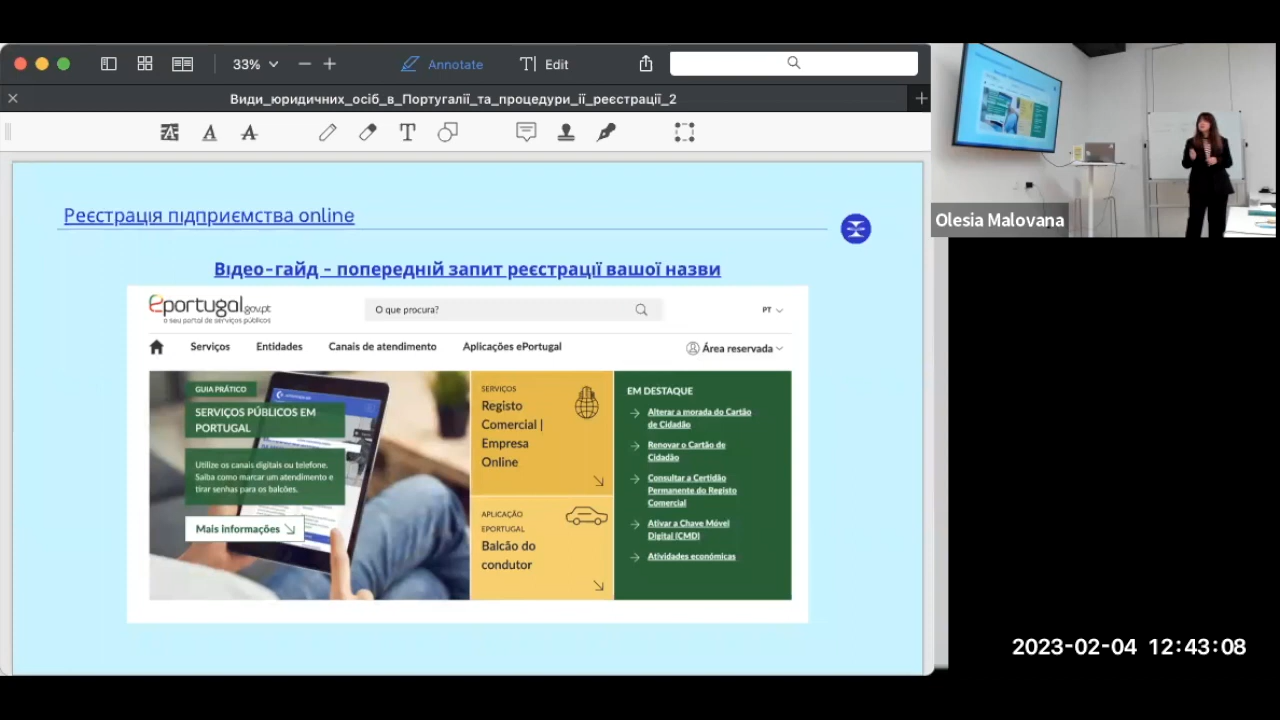 33%
Annotate
Edit
Види_юридичних_осіб_в_Португалії_та_процедури_її_реєстрації_2
Olesia Malovana
Реєстрація підприємства online
Відео-гайд - попередній запит реєстрації вашої назви
eportugal.gov.pt
o seu portal de serviços públicos
O que procura?
PT
Serviços
Entidades
Canais de atendimento
Aplicações ePortugal
Área reservada
GUIA PRÁTICO
SERVIÇOS PÚBLICOS EM
PORTUGAL
Utilize os canais digitais ou telefone.
Saiba como marcar um atendimento e
tirar senhas para os balcões.
Mais informações
SERVIÇOS
Registo
Comercial |
Empresa
Online
APLICAÇÃO
EPORTUGAL
Balcão do
condutor
EM DESTAQUE
Alterar a morada do Cartão
de Cidadão
Renovar o Cartão de
Cidadão
Consultar a Certidão
Permanente do Registo
Comercial
Ativar a Chave Móvel
Digital (CMD)
Atividades económicas
2023-02-04 12:43:08